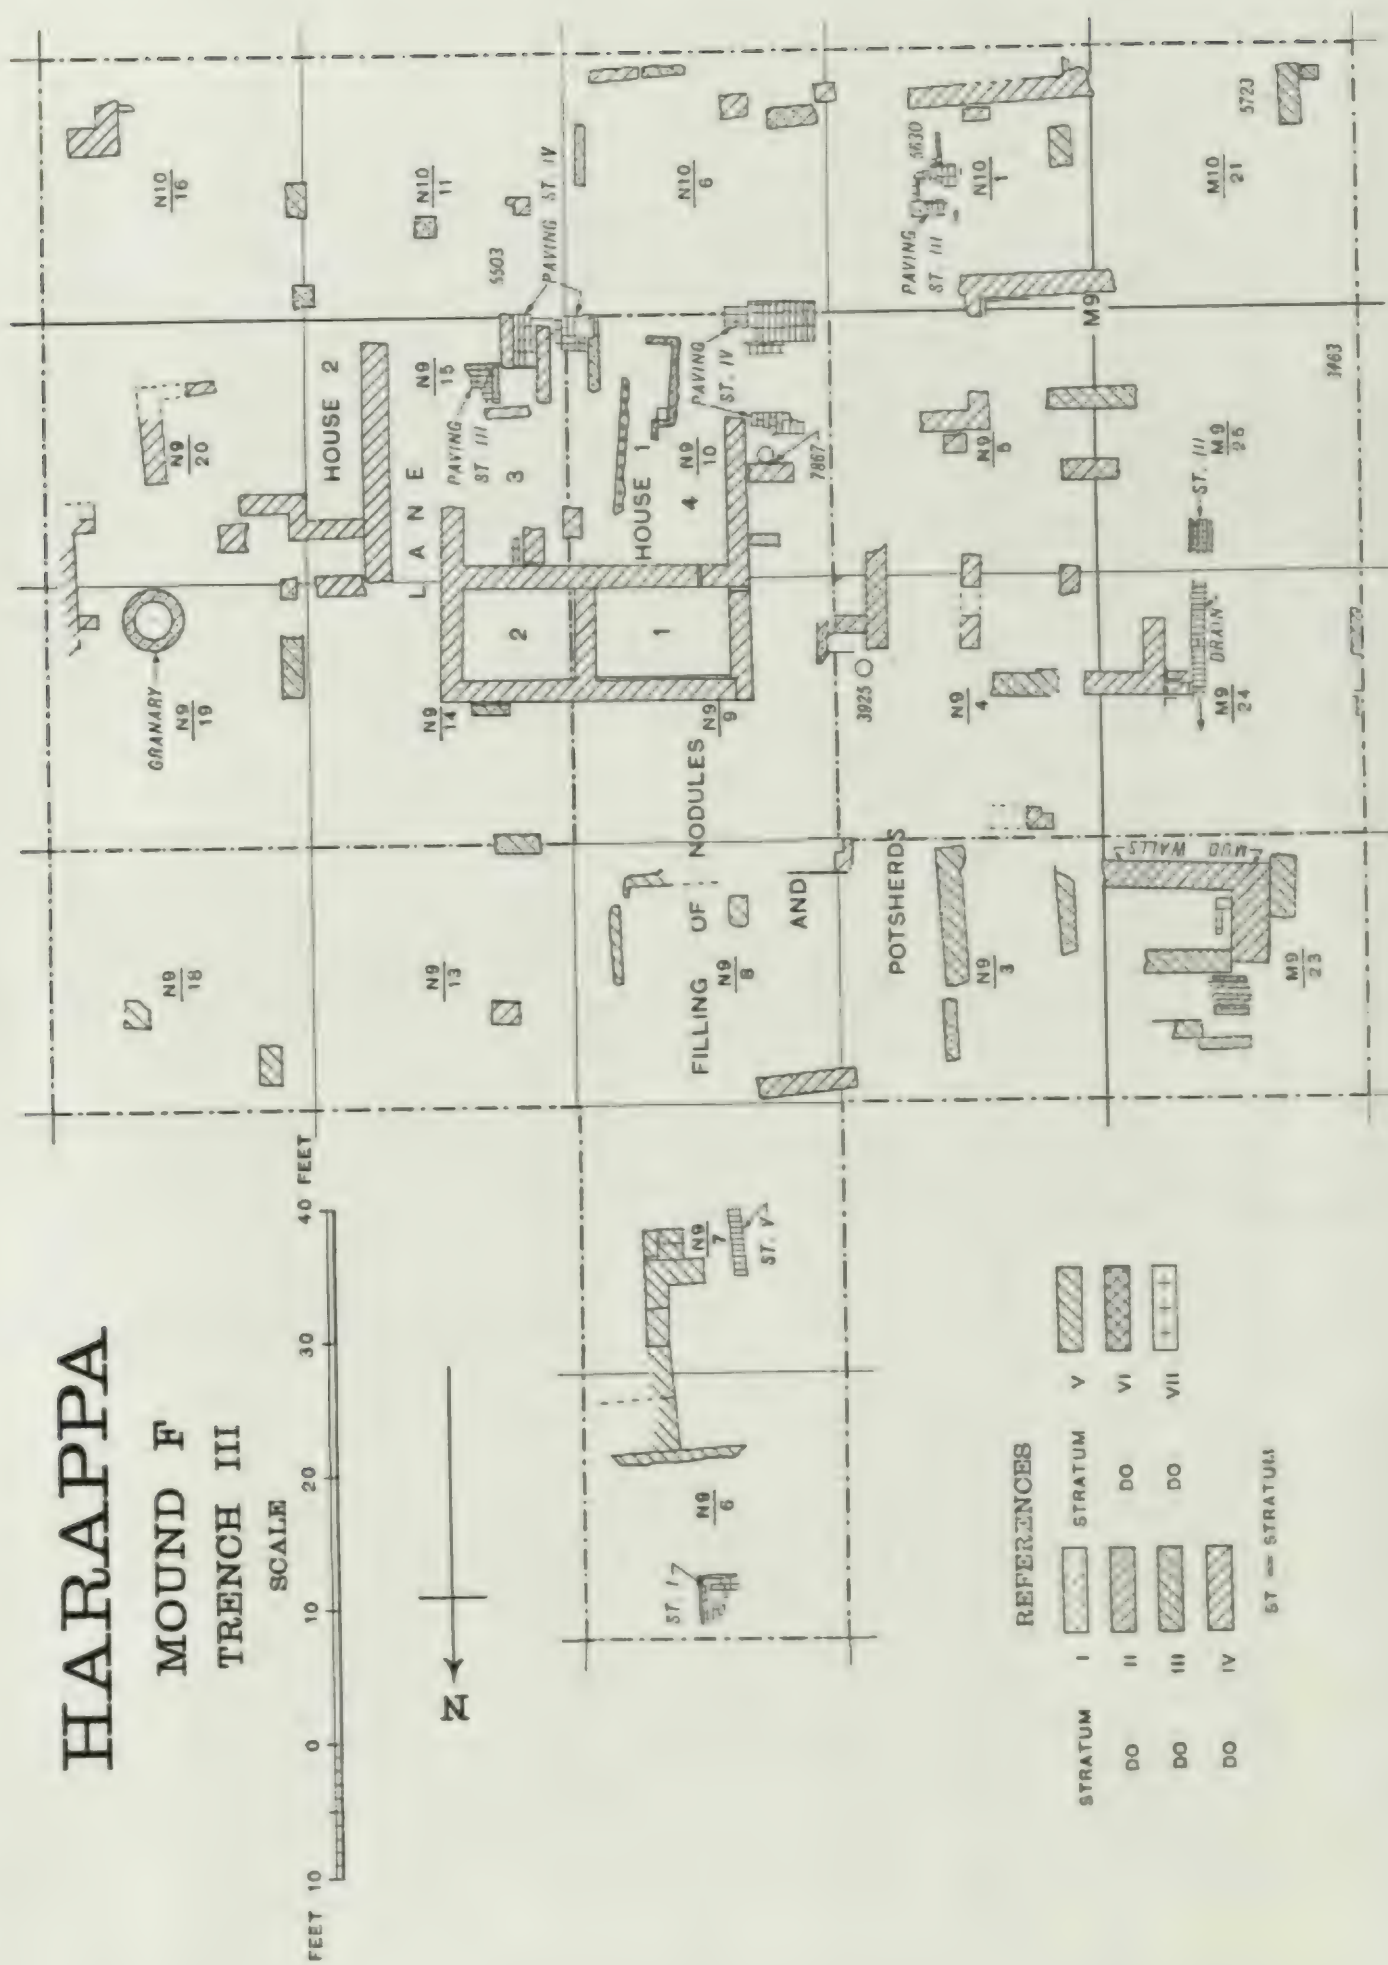 HARAPPA
MOUND F
TRENCH III
SCALE
FEET 10 0 10 20 30 40 FEET
N
N10
16
N10
11
N10
6
N10
1
M10
21
5723
5630
PAVING
ST. III
PAVING ST. IV
5503
HOUSE 2
LANE
N9
20
N9
15
PAVING
ST III
3
HOUSE 1
4
N9
10
PAVING
ST. IV
7867
N9
5
M9
3463
ST. III
M9
25
GRANARY
N9
19
N9
14
2
1
N9
9
3925
N9
4
DRAIN
M9
24
N9
18
N9
13
FILLING OF NODULES
AND
POTSHERDS
N9
8
N9
3
MUD WALLS
M9
23
N9
7
ST. V
N9
6
ST. I
REFERENCES
STRATUM I STRATUM V
DO II DO VI
DO III DO VII
DO IV
ST = STRATUM